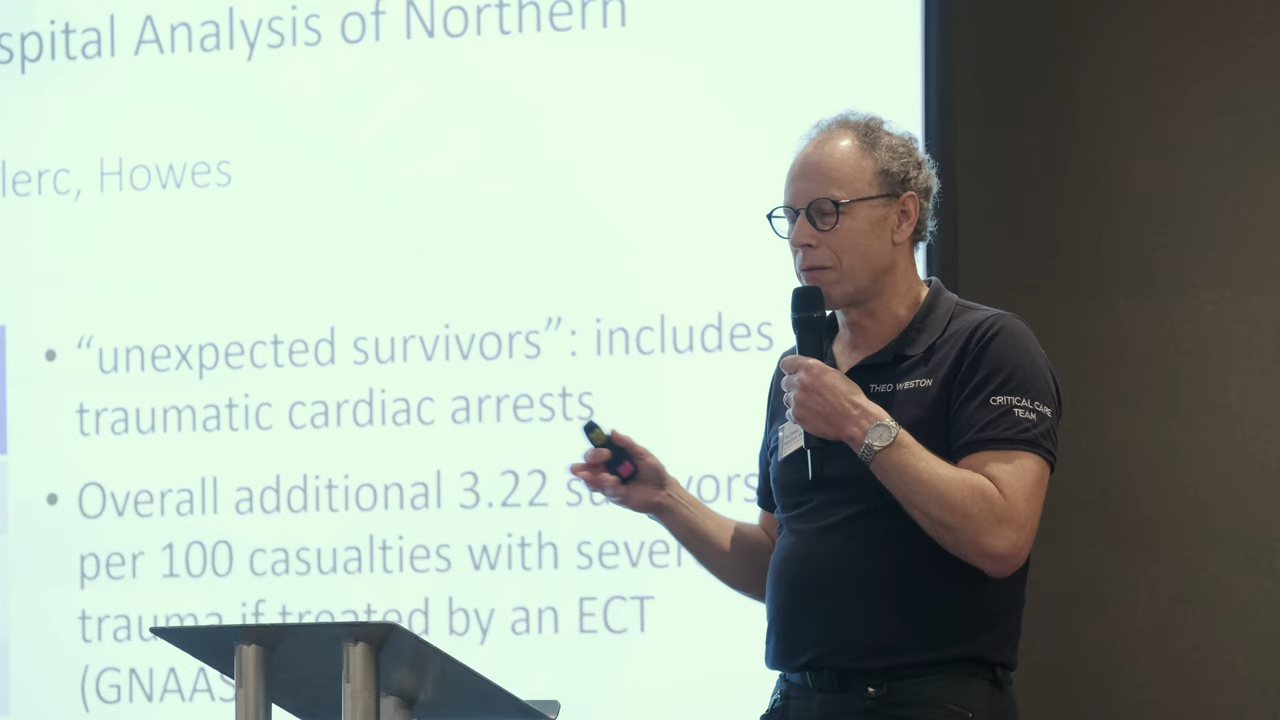 spital Analysis of Northern
lerc, Howes
• “unexpected survivors”: includes
traumatic cardiac arrests
• Overall additional 3.22
per 100 casualties with
trauma if treated by an ECT
(GNAAS
THEO WESTON
CRITICAL CARE
TEAM